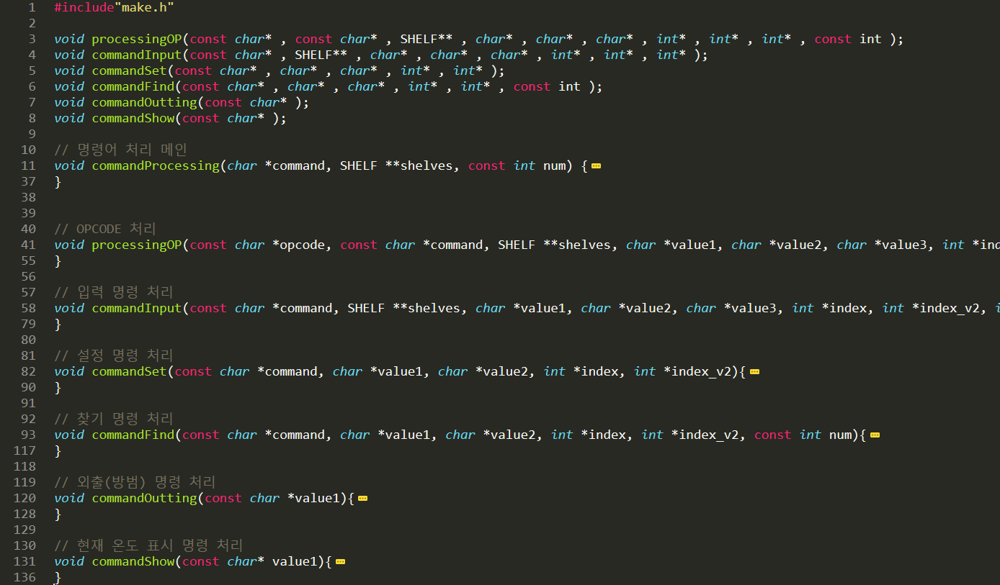 1 #include"make.h"
2
3 void processingOP(const char* , const char* , SHELF** , char* , char* , char* , int* , int* , int* , const int );
4 void commandInput(const char* , SHELF** , char* , char* , char* , int* , int* , int* );
5 void commandSet(const char* , char* , char* , int* , int* );
6 void commandFind(const char* , char* , char* , int* , int* , const int );
7 void commandOutting(const char* );
8 void commandShow(const char* );
9
10 // 명령어 처리 메인
11 void commandProcessing(char *command, SHELF **shelves, const int num) {
37 }
38
39
40 // OPCODE 처리
41 void processingOP(const char *opcode, const char *command, SHELF **shelves, char *value1, char *value2, char *value3, int
55 }
56
57 // 입력 명령 처리
58 void commandInput(const char *command, SHELF **shelves, char *value1, char *value2, char *value3, int *index, int *index_v2,
79 }
80
81 // 설정 명령 처리
82 void commandSet(const char *command, char *value1, char *value2, int *index, int *index_v2){
90 }
91
92 // 찾기 명령 처리
93 void commandFind(const char *command, char *value1, char *value2, int *index, int *index_v2, const int num){
117 }
118
119 // 외출(방범) 명령 처리
120 void commandOutting(const char *value1){
128 }
129
130 // 현재 온도 표시 명령 처리
131 void commandShow(const char* value1){
136 }